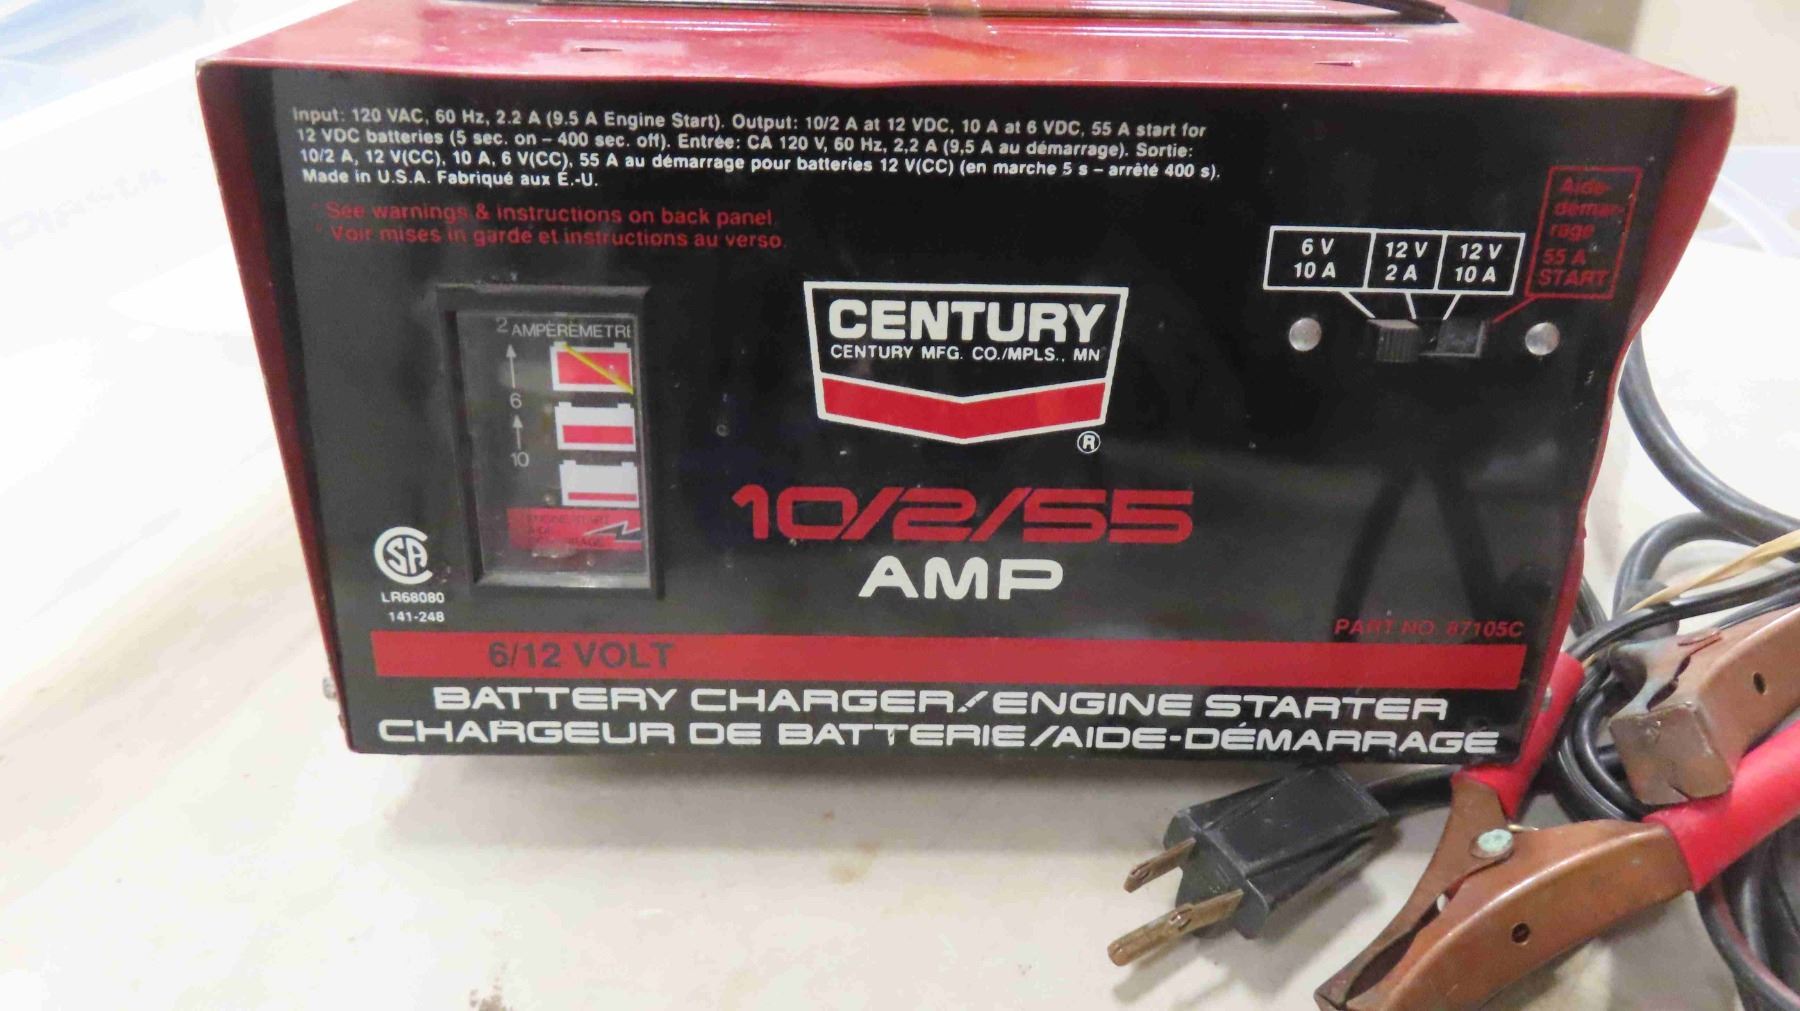 Input: 120 VAC, 60 Hz, 2.2 A (9.5 A Engine Start). Output: 10/2 A at 12 VDC, 10 A at 6 VDC, 55 A start for
12 VDC batteries (5 sec. on – 400 sec. off). Entrée: CA 120 V, 60 Hz, 2,2 A (9,5 A au démarrage). Sortie:
10/2 A, 12 V(CC), 10 A, 6 V(CC), 55 A au démarrage pour batteries 12 V(CC) (en marche 5 s – arrêté 400 s).
Made in U.S.A. Fabriqué aux É.-U.
* See warnings & instructions on back panel.
* Voir mises in garde et instructions au verso.
Aide-
démar-
rage
55 A
START
6 V
10 A
12 V
2 A
12 V
10 A
2 AMPÈREMETR
6
10
CENTURY
CENTURY MFG. CO./MPLS., MN
®
10/2/55
AMP
SA
LR68080
141-248
PART NO. 87105C
6/12 VOLT
BATTERY CHARGER/ENGINE STARTER
CHARGEUR DE BATTERIE/AIDE-DÉMARRAGE